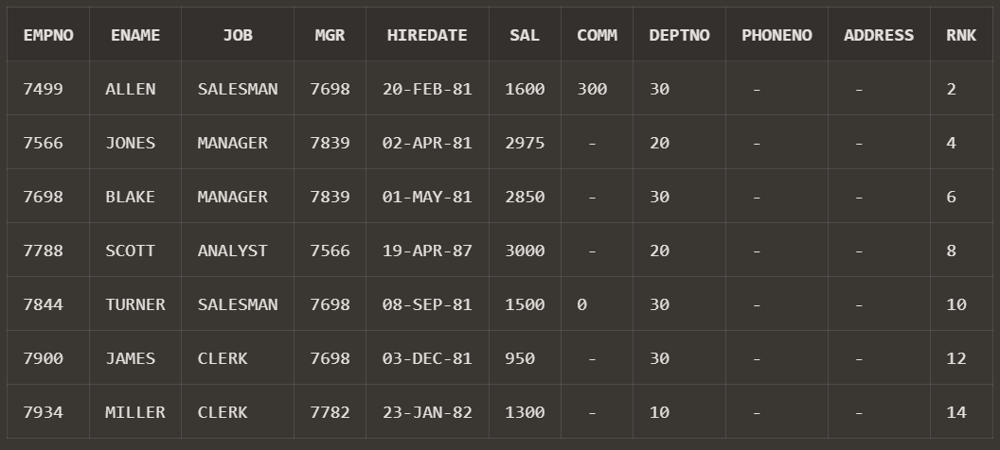 EMPNO ENAME JOB MGR HIREDATE SAL COMM DEPTNO PHONENO ADDRESS RNK
7499 ALLEN SALESMAN 7698 20-FEB-81 1600 300 30 - - 2
7566 JONES MANAGER 7839 02-APR-81 2975 - 20 - - 4
7698 BLAKE MANAGER 7839 01-MAY-81 2850 - 30 - - 6
7788 SCOTT ANALYST 7566 19-APR-87 3000 - 20 - - 8
7844 TURNER SALESMAN 7698 08-SEP-81 1500 0 30 - - 10
7900 JAMES CLERK 7698 03-DEC-81 950 - 30 - - 12
7934 MILLER CLERK 7782 23-JAN-82 1300 - 10 - - 14